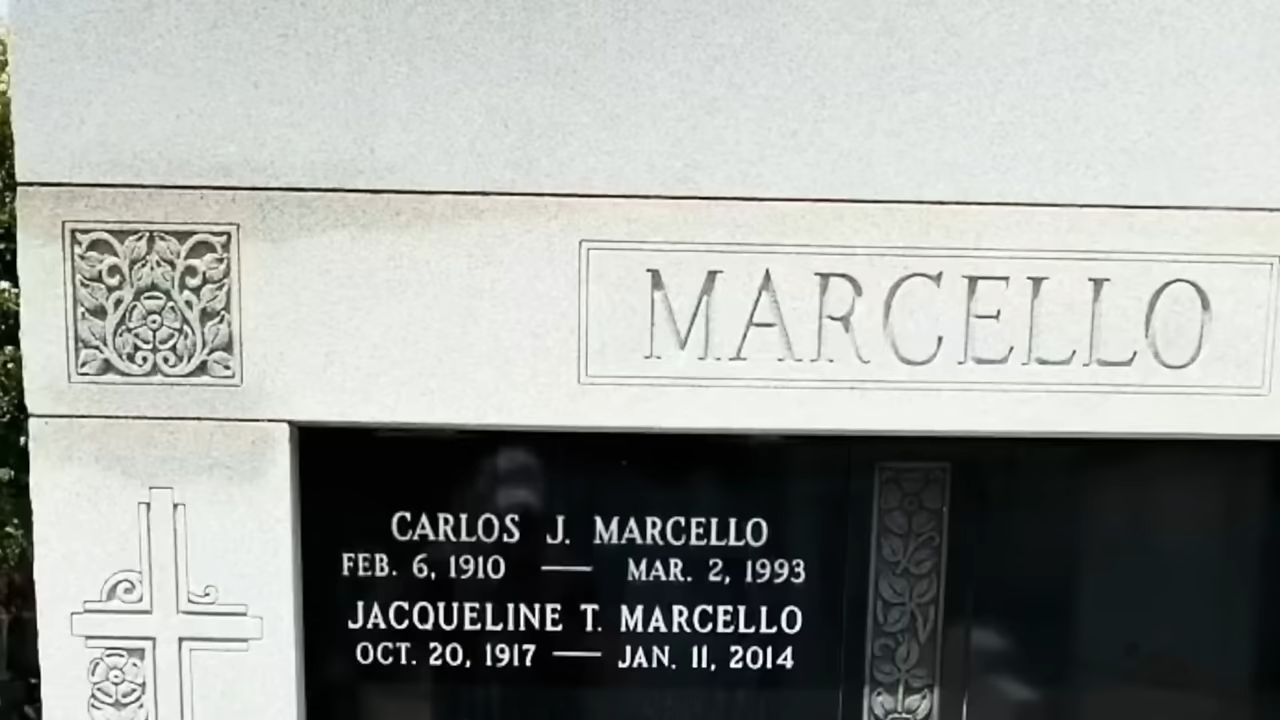 MARCELLO
CARLOS J. MARCELLO
FEB. 6, 1910 — MAR. 2, 1993
JACQUELINE T. MARCELLO
OCT. 20, 1917 — JAN. 11, 2014